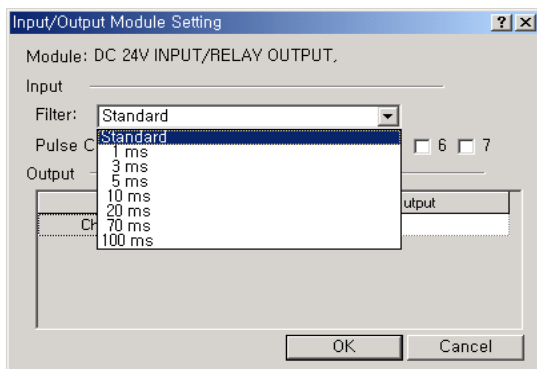 Input/Output Module Setting
Module: DC 24V INPUT/RELAY OUTPUT,
Input
Filter: Standard
Standard
1 ms
3 ms
5 ms
10 ms
20 ms
70 ms
100 ms
Pulse C 6 7
Output
utput
Ch
OK Cancel